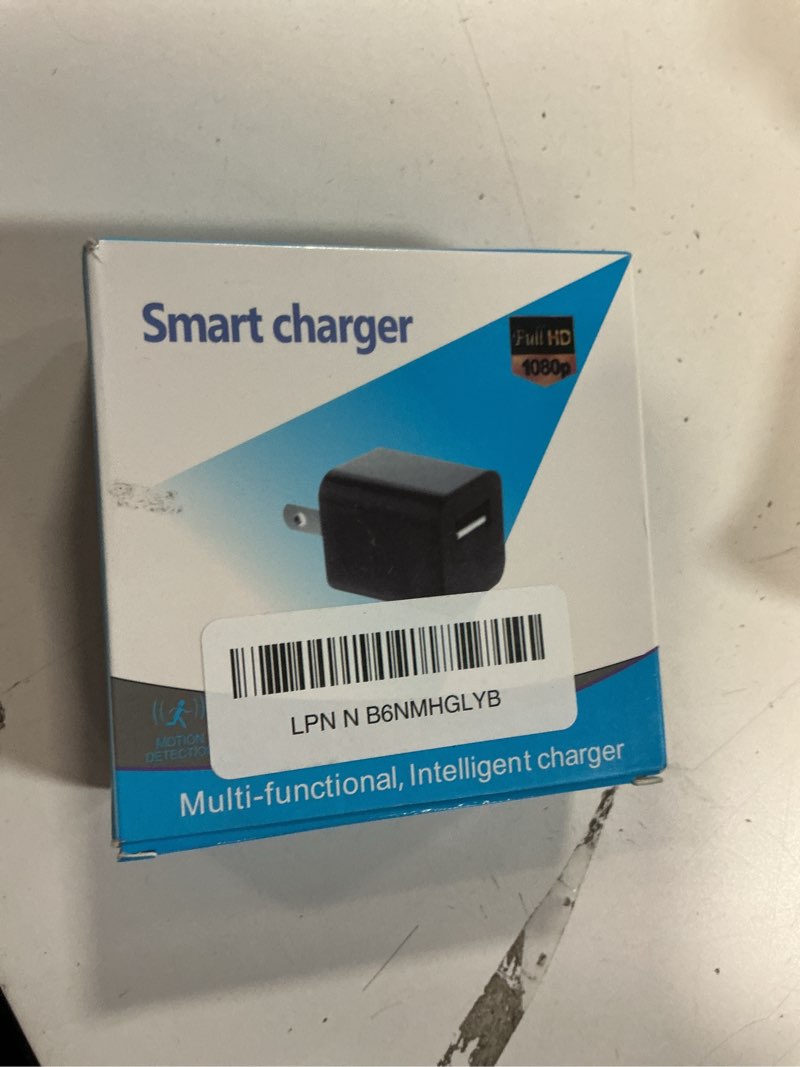 Smart charger
Full HD
1080p
LPN N B6NMHGLYB
MOTION
DETECTION
Multi-functional, Intelligent charger